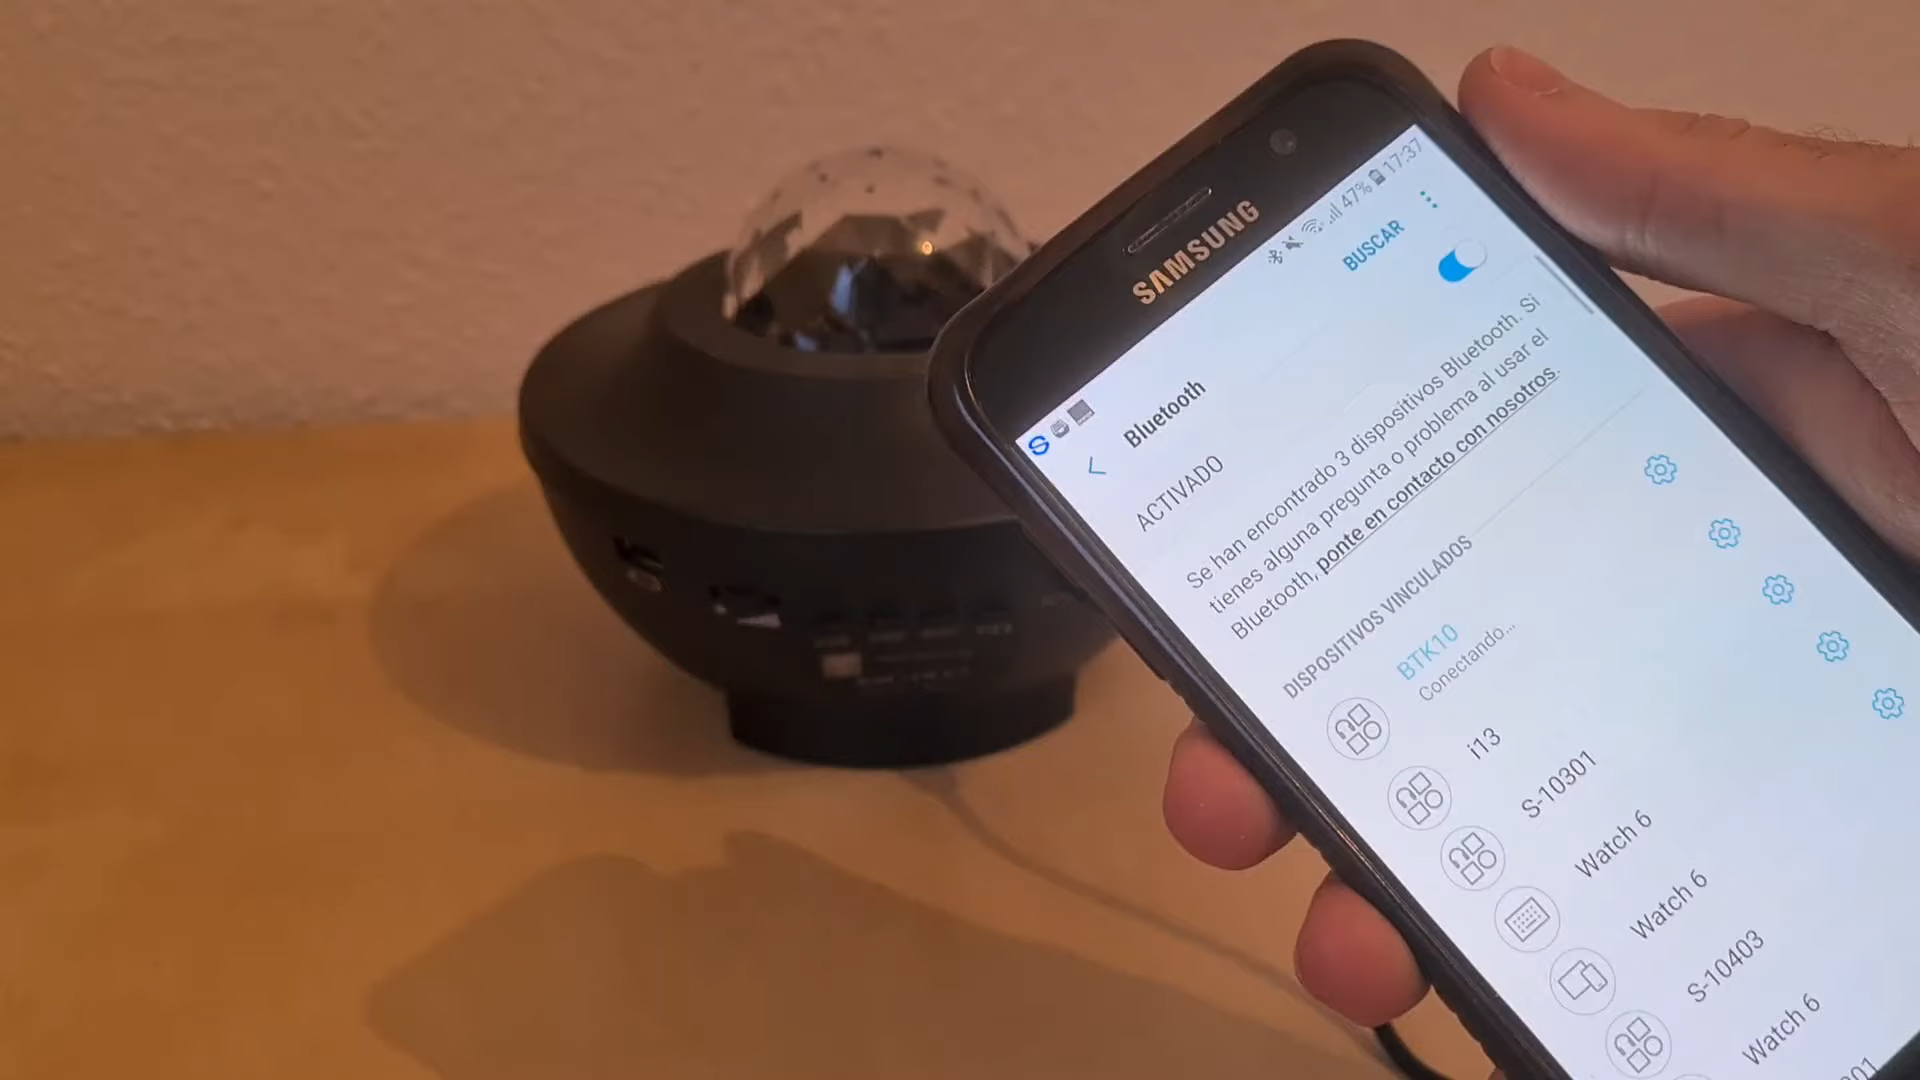 SAMSUNG
47% 17:37
BUSCAR
Bluetooth
ACTIVADO
Se han encontrado 3 dispositivos Bluetooth. Si
tienes alguna pregunta o problema al usar el
Bluetooth, ponte en contacto con nosotros.
DISPOSITIVOS VINCULADOS
BTK10
Conectando...
i13
S-10301
Watch 6
Watch 6
S-10403
Watch 6